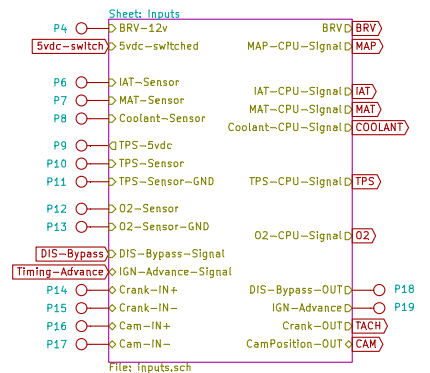 Sheet: Inputs
P4 BRV-12v BRV BRV
5vdc-switch 5vdc-switched MAP-CPU-Signal MAP
P6 IAT-Sensor IAT-CPU-Signal IAT
P7 MAT-Sensor MAT-CPU-Signal MAT
P8 Coolant-Sensor Coolant-CPU-Signal COOLANT
P9 TPS-5vdc
P10 TPS-Sensor
P11 TPS-Sensor-GND TPS-CPU-Signal TPS
P12 O2-Sensor
P13 O2-Sensor-GND
O2-CPU-Signal O2
DIS-Bypass DIS-Bypass-Signal
Timing-Advance IGN-Advance-Signal
P14 Crank-IN+ DIS-Bypass-OUT P18
P15 Crank-IN- IGN-Advance P19
P16 Cam-IN+ Crank-OUT TACH
P17 Cam-IN- CamPosition-OUT CAM
File: inputs.sch